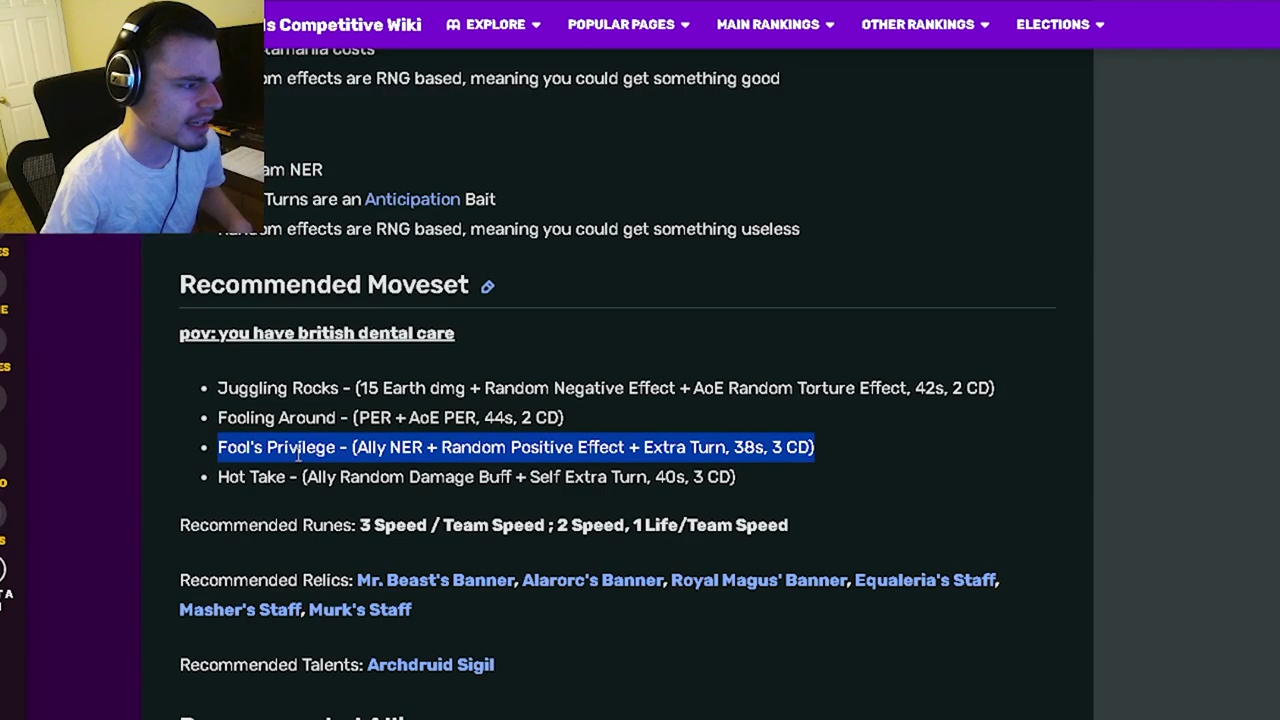 ls Competitive Wiki EXPLORE POPULAR PAGES MAIN RANKINGS OTHER RANKINGS ELECTIONS
costs
effects are RNG based, meaning you could get something good
NER
Turns are an Anticipation Bait
effects are RNG based, meaning you could get something useless
Recommended Moveset
pov: you have british dental care
• Juggling Rocks - (15 Earth dmg + Random Negative Effect + AoE Random Torture Effect, 42s, 2 CD)
• Fooling Around - (PER + AoE PER, 44s, 2 CD)
• Fool's Privilege - (Ally NER + Random Positive Effect + Extra Turn, 38s, 3 CD)
• Hot Take - (Ally Random Damage Buff + Self Extra Turn, 40s, 3 CD)
Recommended Runes: 3 Speed / Team Speed ; 2 Speed, 1 Life/Team Speed
Recommended Relics: Mr. Beast's Banner, Alarorc's Banner, Royal Magus' Banner, Equaleria's Staff,
Masher's Staff, Murk's Staff
Recommended Talents: Archdruid Sigil